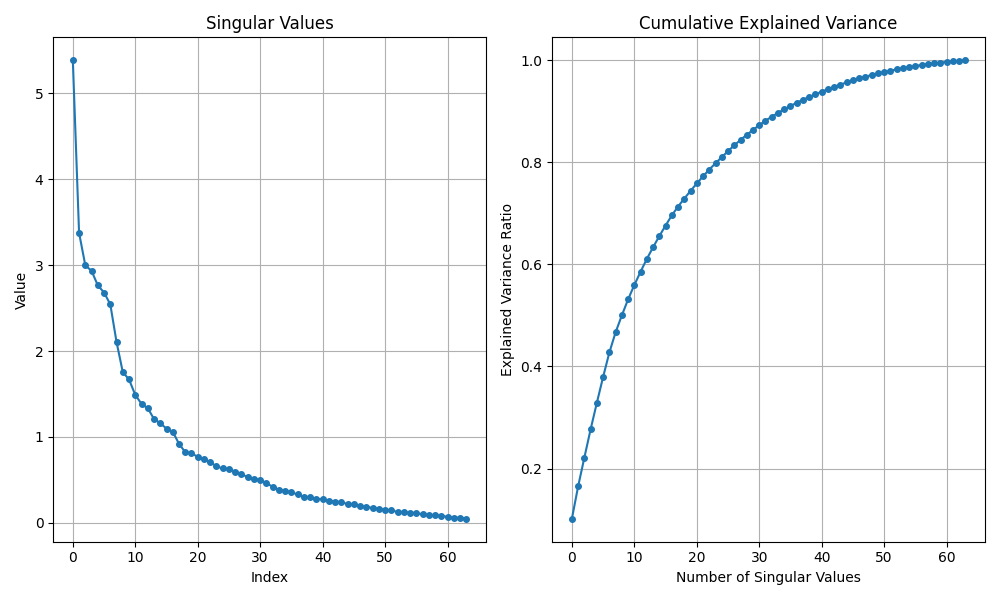 Singular Values
5
4
3
2
1
0
Value
0 10 20 30 40 50 60
Index
Cumulative Explained Variance
1.0
0.8
0.6
0.4
0.2
Explained Variance Ratio
0 10 20 30 40 50 60
Number of Singular Values